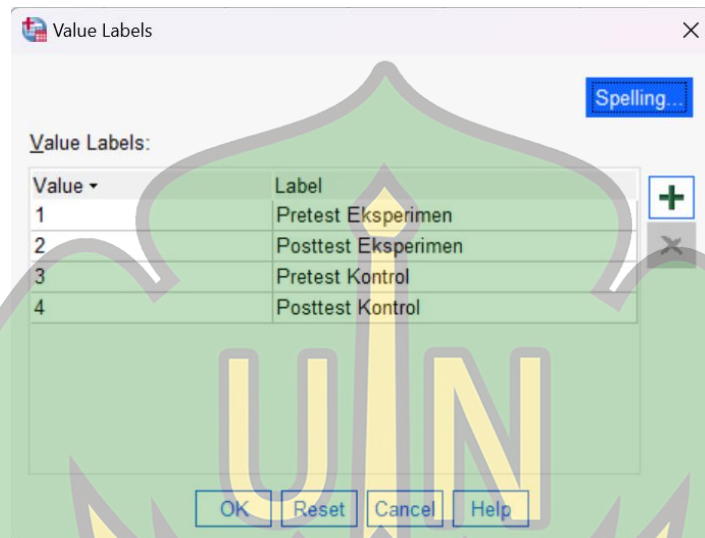 Value Labels
Spelling...
Value Labels:
Value Label
1 Pretest Eksperimen
2 Posttest Eksperimen
3 Pretest Kontrol
4 Posttest Kontrol
UIN
OK Reset Cancel Help